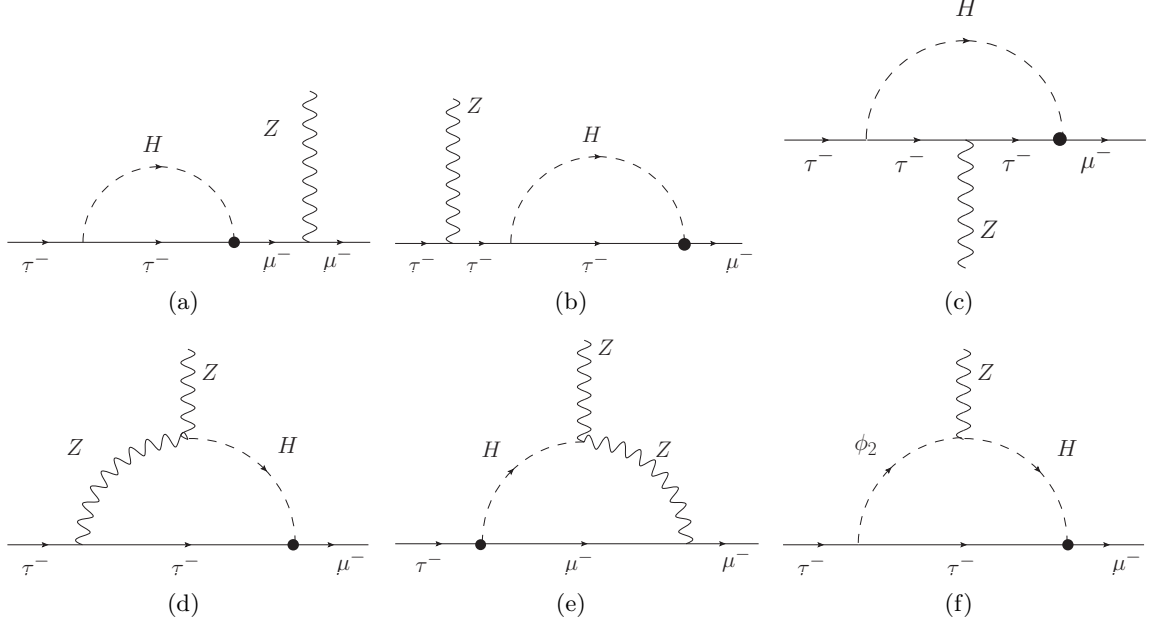 H
Z
τ⁻ τ⁻ μ⁻ μ⁻
(a)
Z
H
τ⁻ τ⁻ τ⁻ μ⁻
(b)
H
τ⁻ τ⁻ τ⁻ μ⁻
Z
(c)
Z
Z
H
τ⁻ τ⁻ μ⁻
(d)
Z
H
Z
τ⁻ μ⁻ μ⁻
(e)
Z
ϕ₂
H
τ⁻ τ⁻ μ⁻
(f)